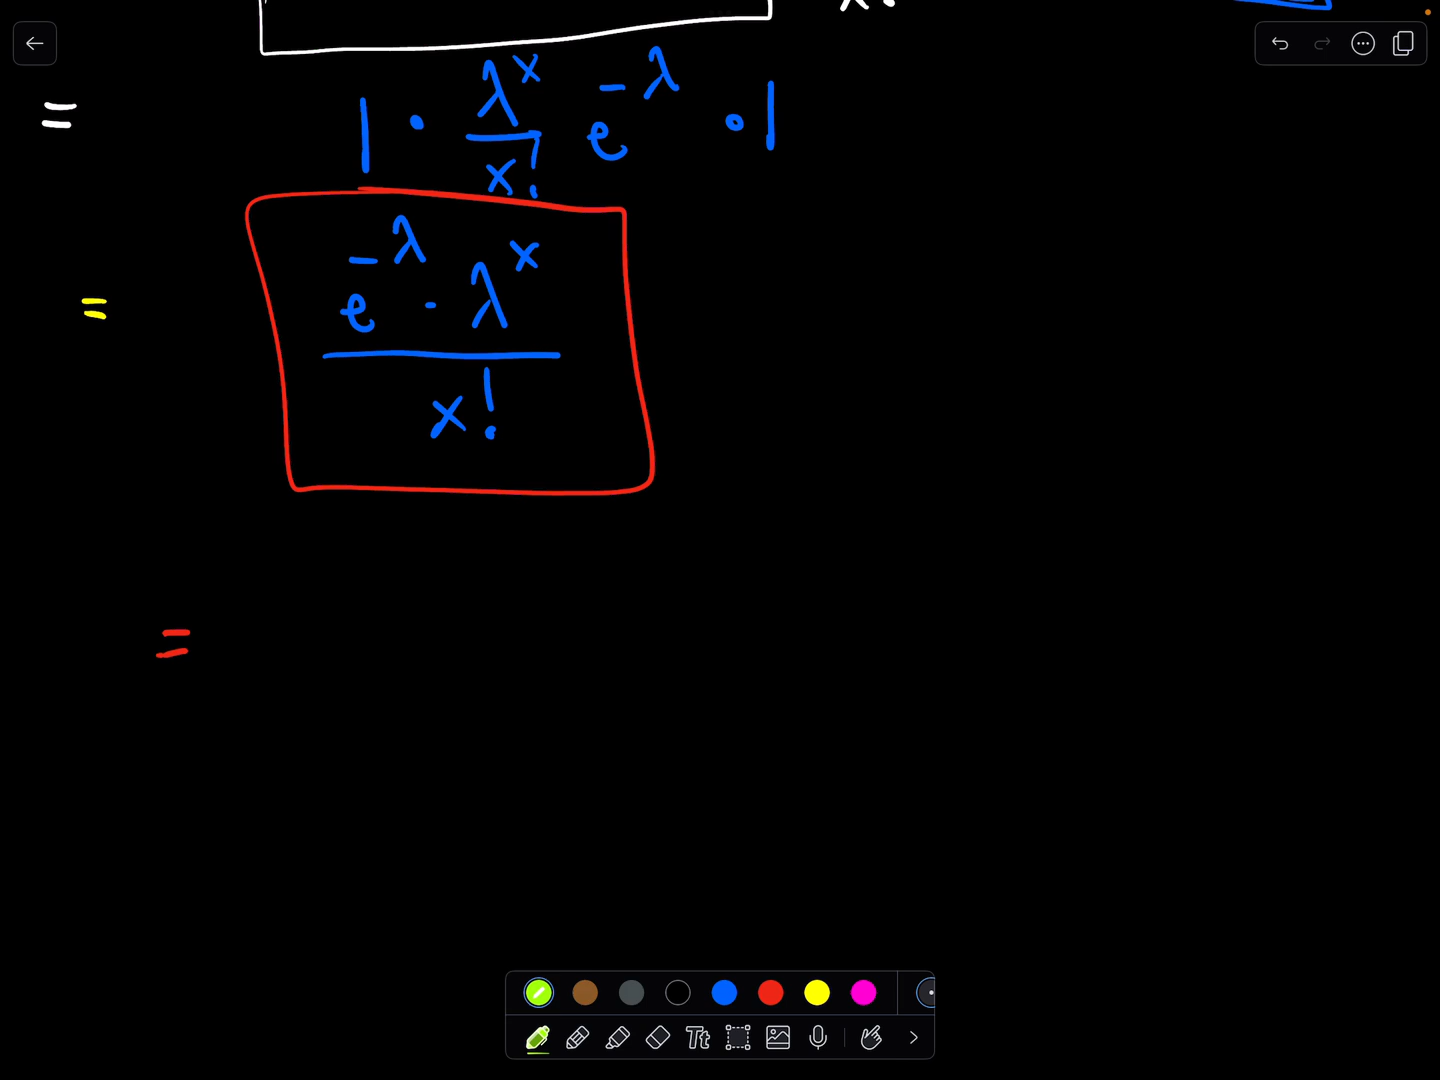 x!
= 1 · λ^x/x! e^-λ · 1
= e^-λ · λ^x / x!
=
Tt